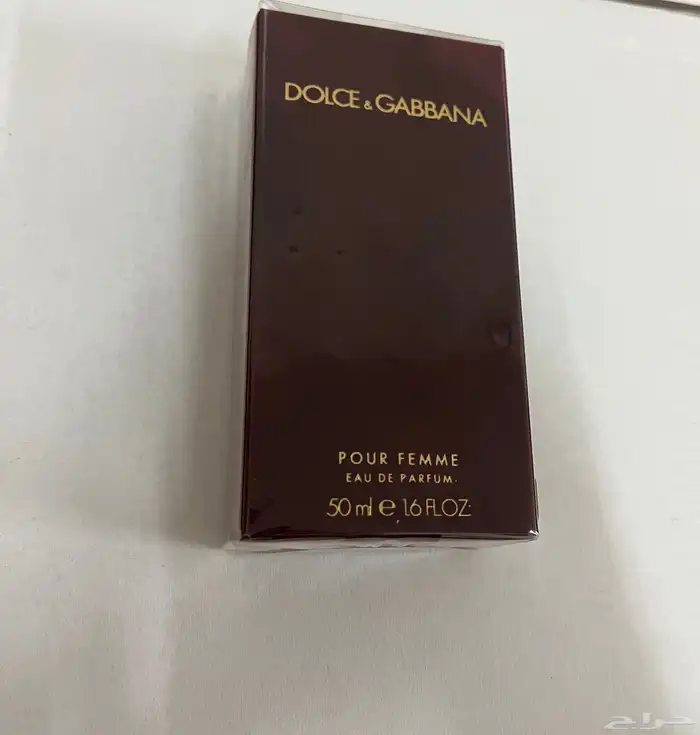 DOLCE & GABBANA
POUR FEMME
EAU DE PARFUM
50 ml e 1.6 FL.OZ.
حراج